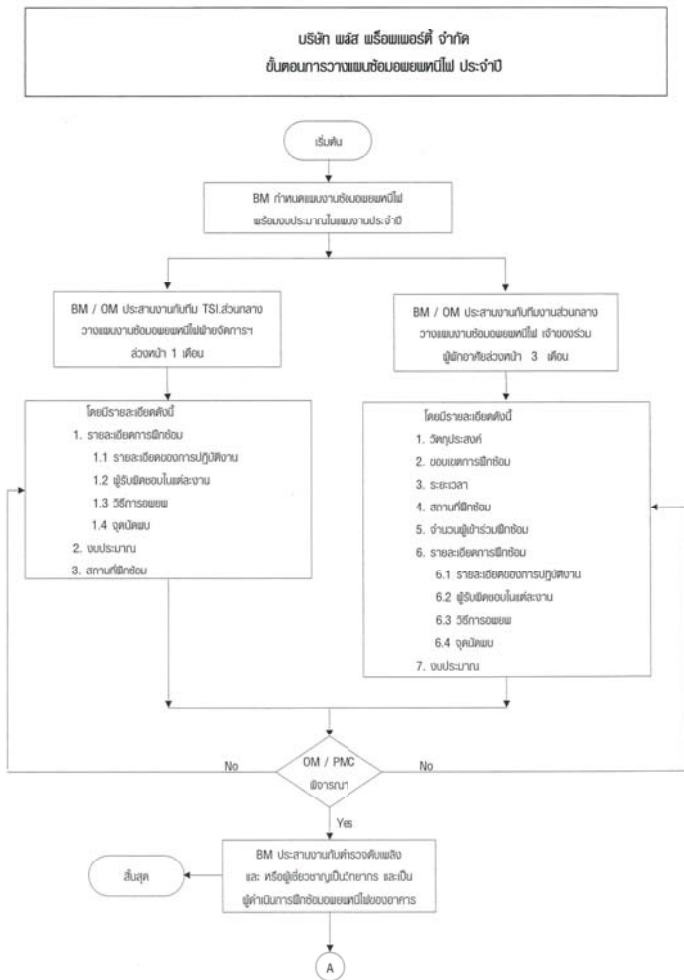 บริษัท พลัส พร็อพเพอร์ตี้ จำกัด
ขั้นตอนการวางแผนซ้อมอพยพหนีไฟ ประจำปี
เริ่มต้น
BM กำหนดแผนงานซ้อมอพยพหนีไฟ
พร้อมงบประมาณในแผนงานประจำปี
BM / OM ประสานงานกับทีม TSI.ส่วนกลาง
วางแผนงานซ้อมอพยพหนีไฟฝ่ายจัดการฯ
ล่วงหน้า 1 เดือน
BM / OM ประสานงานกับทีมงานส่วนกลาง
วางแผนงานซ้อมอพยพหนีไฟ เจ้าของร่วม
ผู้พักอาศัยล่วงหน้า 3 เดือน
โดยมีรายละเอียดดังนี้
1. รายละเอียดการฝึกซ้อม
1.1 รายละเอียดของการปฏิบัติงาน
1.2 ผู้รับผิดชอบในแต่ละงาน
1.3 วิธีการอพยพ
1.4 จุดนัดพบ
2. งบประมาณ
3. สถานที่ฝึกซ้อม
โดยมีรายละเอียดดังนี้
1. วัตถุประสงค์
2. ขอบเขตการฝึกซ้อม
3. ระยะเวลา
4. สถานที่ฝึกซ้อม
5. จำนวนผู้เข้าร่วมฝึกซ้อม
6. รายละเอียดการฝึกซ้อม
6.1 รายละเอียดของการปฏิบัติงาน
6.2 ผู้รับผิดชอบในแต่ละงาน
6.3 วิธีการอพยพ
6.4 จุดนัดพบ
7. งบประมาณ
No
OM / PMC
พิจารณา
No
Yes
BM ประสานงานกับตำรวจดับเพลิง
และ หรือผู้เชี่ยวชาญเป็นวิทยากร และเป็น
ผู้ดำเนินการฝึกซ้อมอพยพหนีไฟของอาคาร
สิ้นสุด
A